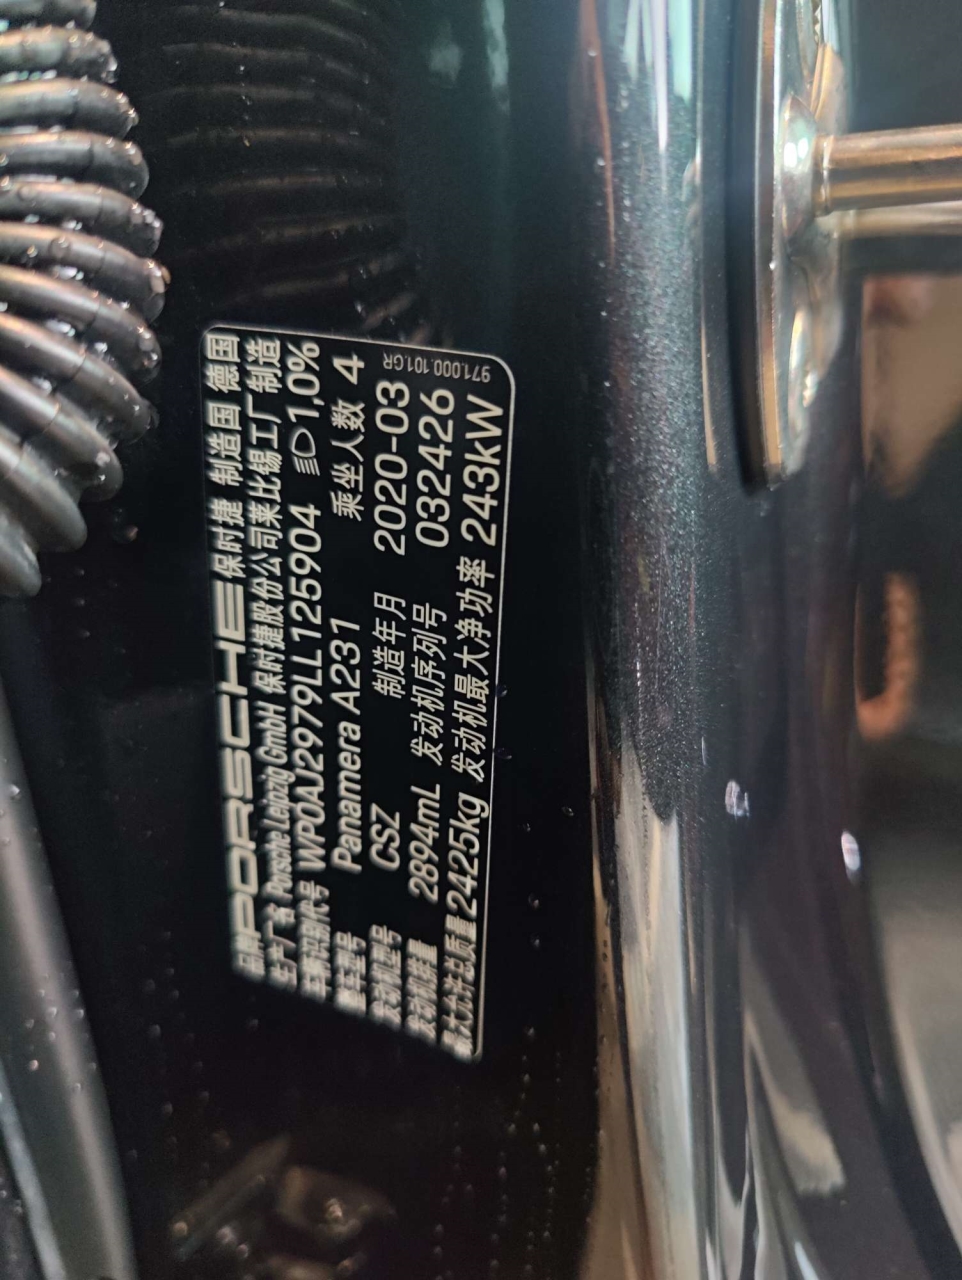 品牌 PORSCHE 保时捷 制造国 德国
生产厂名 Porsche Leipzig GmbH 保时捷股份公司莱比锡工厂制造
车辆识别代号 WP0AJ2979LL125904 1,0%
整车型号 Panamera A231 乘坐人数 4
发动机型号 CSZ 制造年月 2020-03
发动机排量 2894mL 发动机序列号 032426
最大允许总质量 2425kg 发动机最大净功率 243kW
971.000.101.GR